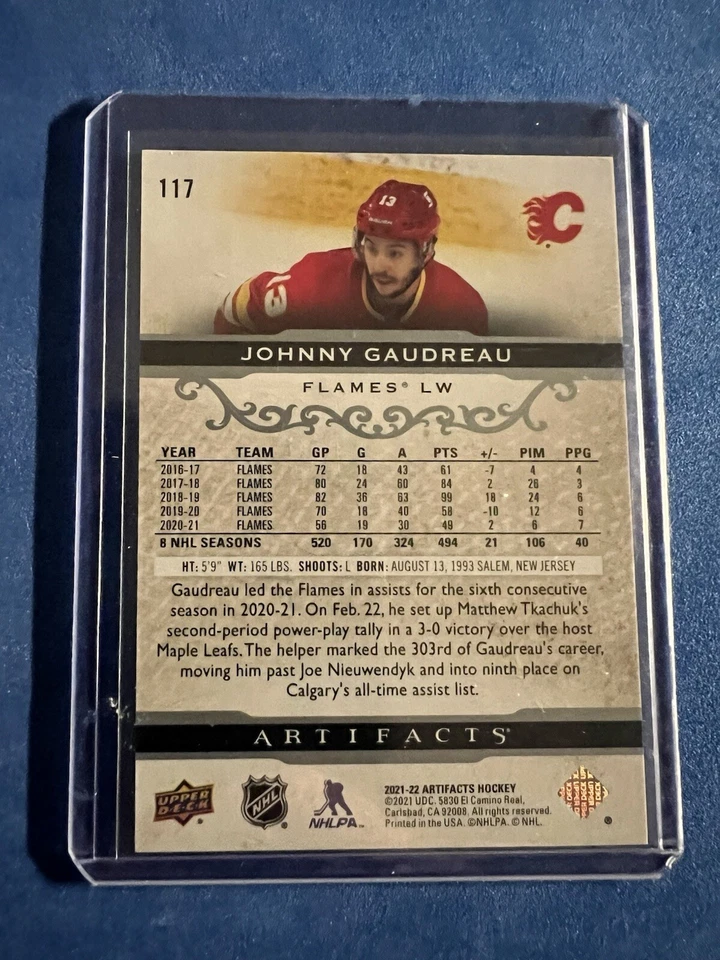 117
13
C
13
JOHNNY GAUDREAU
FLAMES® LW
YEAR TEAM GP G A PTS +/- PIM PPG
2016-17 FLAMES 72 18 43 61 -7 4 4
2017-18 FLAMES 80 24 60 84 2 26 3
2018-19 FLAMES 82 36 63 99 18 24 6
2019-20 FLAMES 70 18 40 58 -10 12 6
2020-21 FLAMES 56 19 30 49 2 6 7
8 NHL SEASONS 520 170 324 494 21 106 40
HT: 5'9" WT: 165 LBS. SHOOTS: L BORN: AUGUST 13, 1993 SALEM, NEW JERSEY
Gaudreau led the Flames in assists for the sixth consecutive
season in 2020-21. On Feb. 22, he set up Matthew Tkachuk's
second-period power-play tally in a 3-0 victory over the host
Maple Leafs. The helper marked the 303rd of Gaudreau's career,
moving him past Joe Nieuwendyk and into ninth place on
Calgary's all-time assist list.
ARTIFACTS®
UPPER DECK
NHL
NHLPA™
2021-22 ARTIFACTS HOCKEY
©2021 UDC. 5830 El Camino Real,
Carlsbad, CA 92008. All rights reserved.
Printed in the USA. ©NHLPA. © NHL.